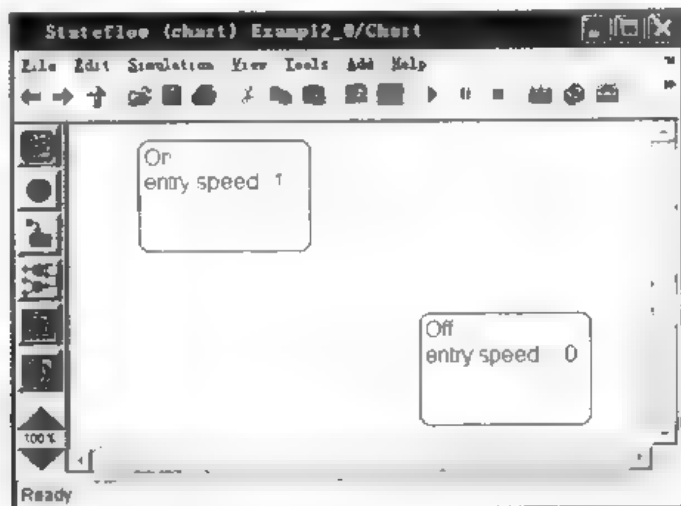 Stateflow (chart) Examp12_0/Chart
File Edit Simulation View Tools Add Help
On
entry speed 1
Off
entry speed 0
100%
Ready